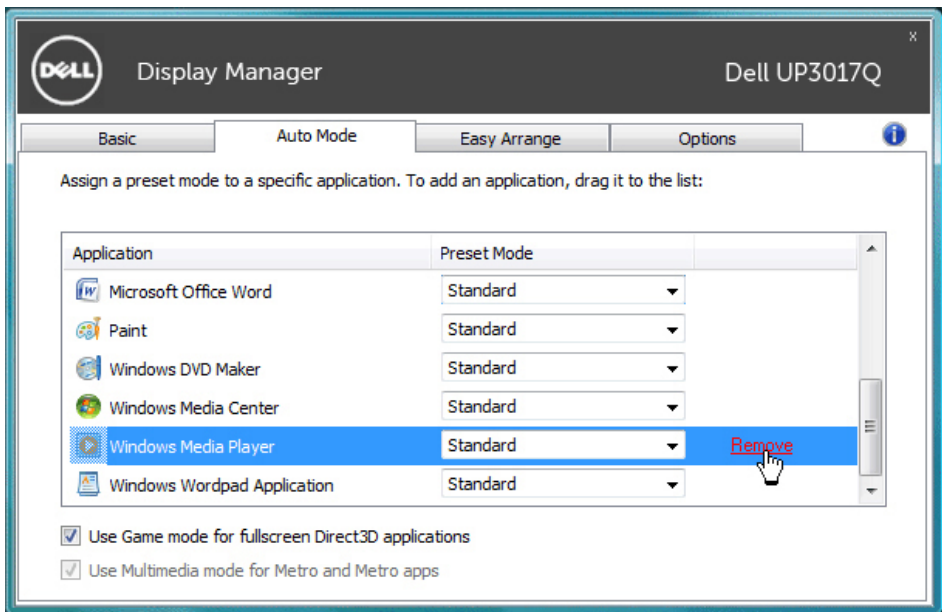 DELL
Display Manager
Dell UP3017Q
x
Basic
Auto Mode
Easy Arrange
Options
i
Assign a preset mode to a specific application. To add an application, drag it to the list:
Application Preset Mode
Microsoft Office Word Standard
Paint Standard
Windows DVD Maker Standard
Windows Media Center Standard
Windows Media Player Standard Remove
Windows Wordpad Application Standard
Use Game mode for fullscreen Direct3D applications
Use Multimedia mode for Metro and Metro apps